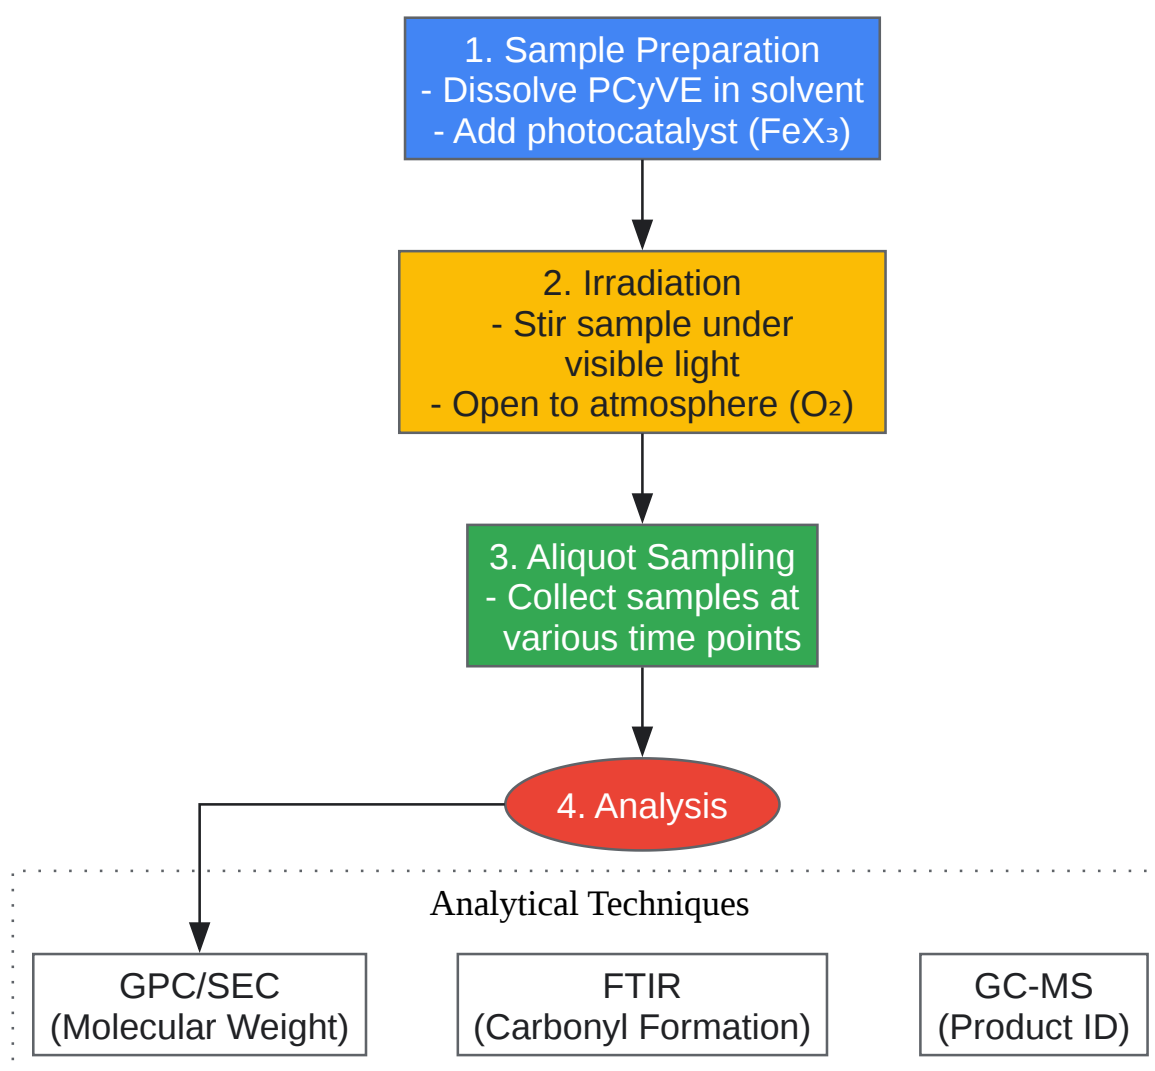 1. Sample Preparation
- Dissolve PCyVE in solvent
- Add photocatalyst (FeX₃)
2. Irradiation
- Stir sample under
visible light
- Open to atmosphere (O₂)
3. Aliquot Sampling
- Collect samples at
various time points
4. Analysis
Analytical Techniques
GPC/SEC
(Molecular Weight)
FTIR
(Carbonyl Formation)
GC-MS
(Product ID)